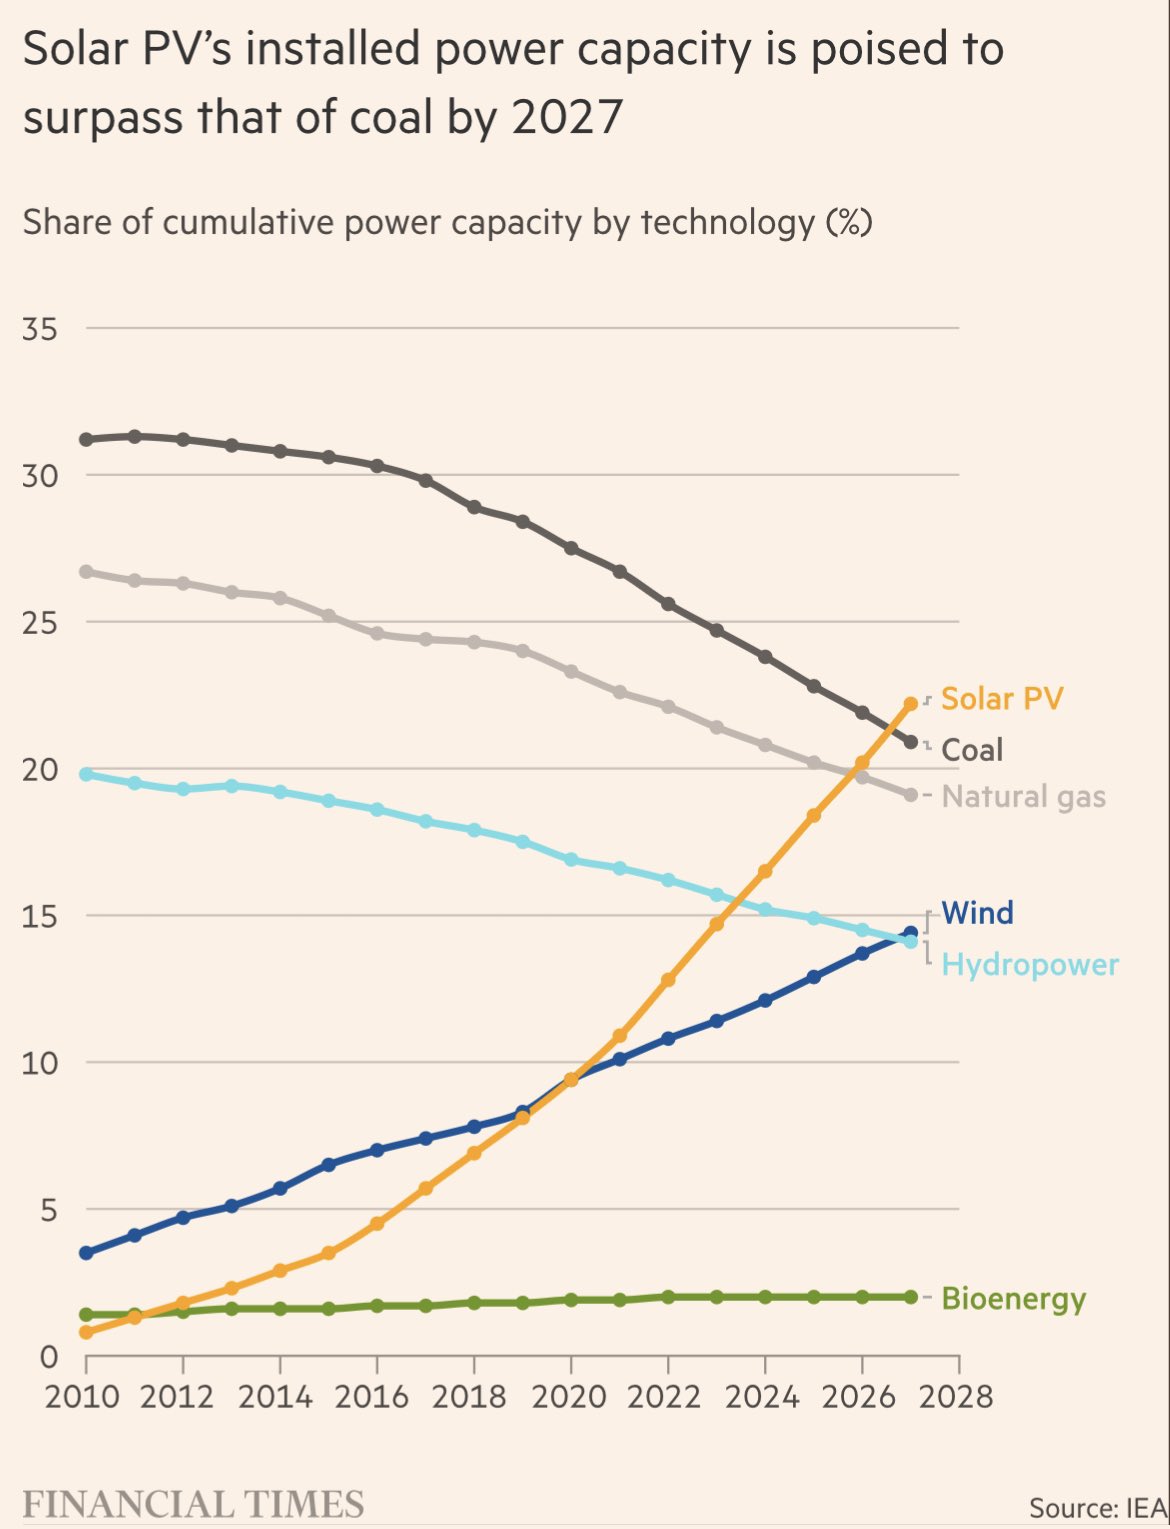 Solar PV’s installed power capacity is poised to
surpass that of coal by 2027
Share of cumulative power capacity by technology (%)
35
30
25
20
15
10
5
0
Solar PV
Coal
Natural gas
Wind
Hydropower
Bioenergy
2010 2012 2014 2016 2018 2020 2022 2024 2026 2028
FINANCIAL TIMES
Source: IEA